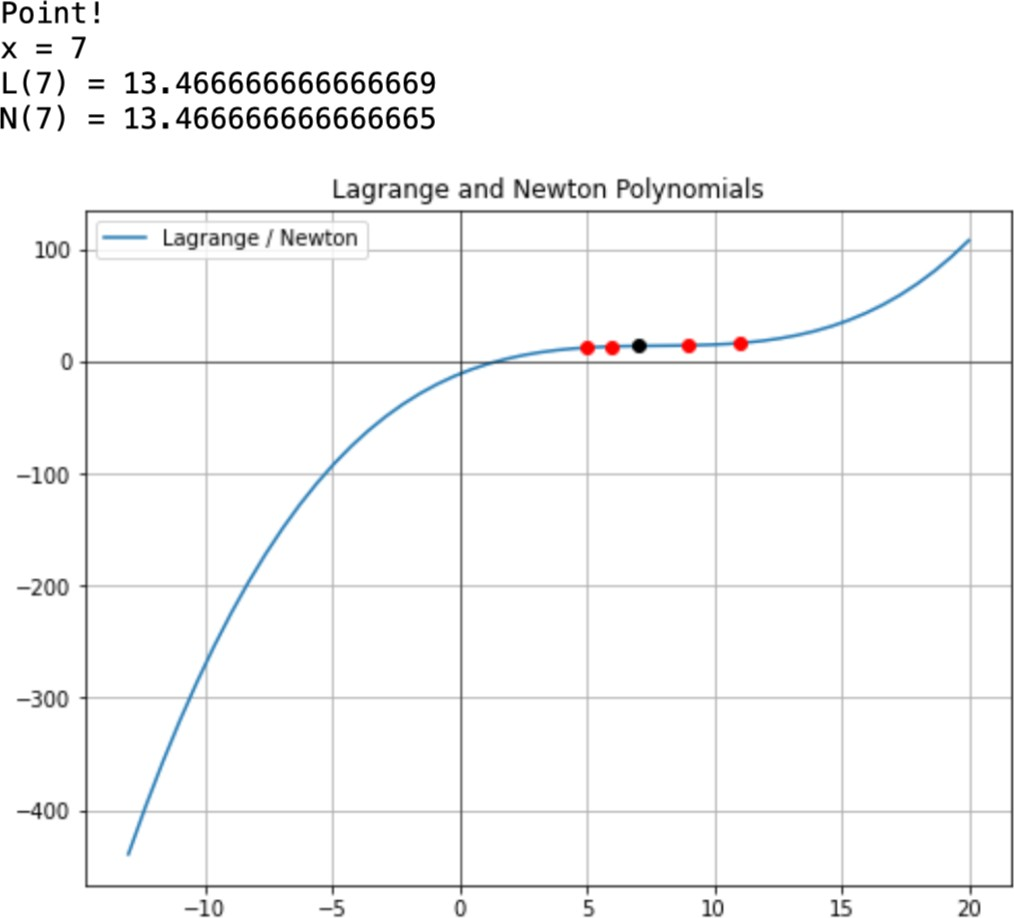 Point!
x = 7
L(7) = 13.466666666666669
N(7) = 13.466666666666665
Lagrange and Newton Polynomials
Lagrange / Newton
100
0
−100
−200
−300
−400
−10 −5 0 5 10 15 20